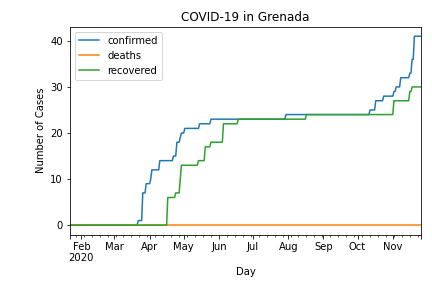 COVID-19 in Grenada
confirmed
deaths
recovered
Number of Cases
40
30
20
10
0
Feb Mar Apr May Jun Jul Aug Sep Oct Nov
2020
Day